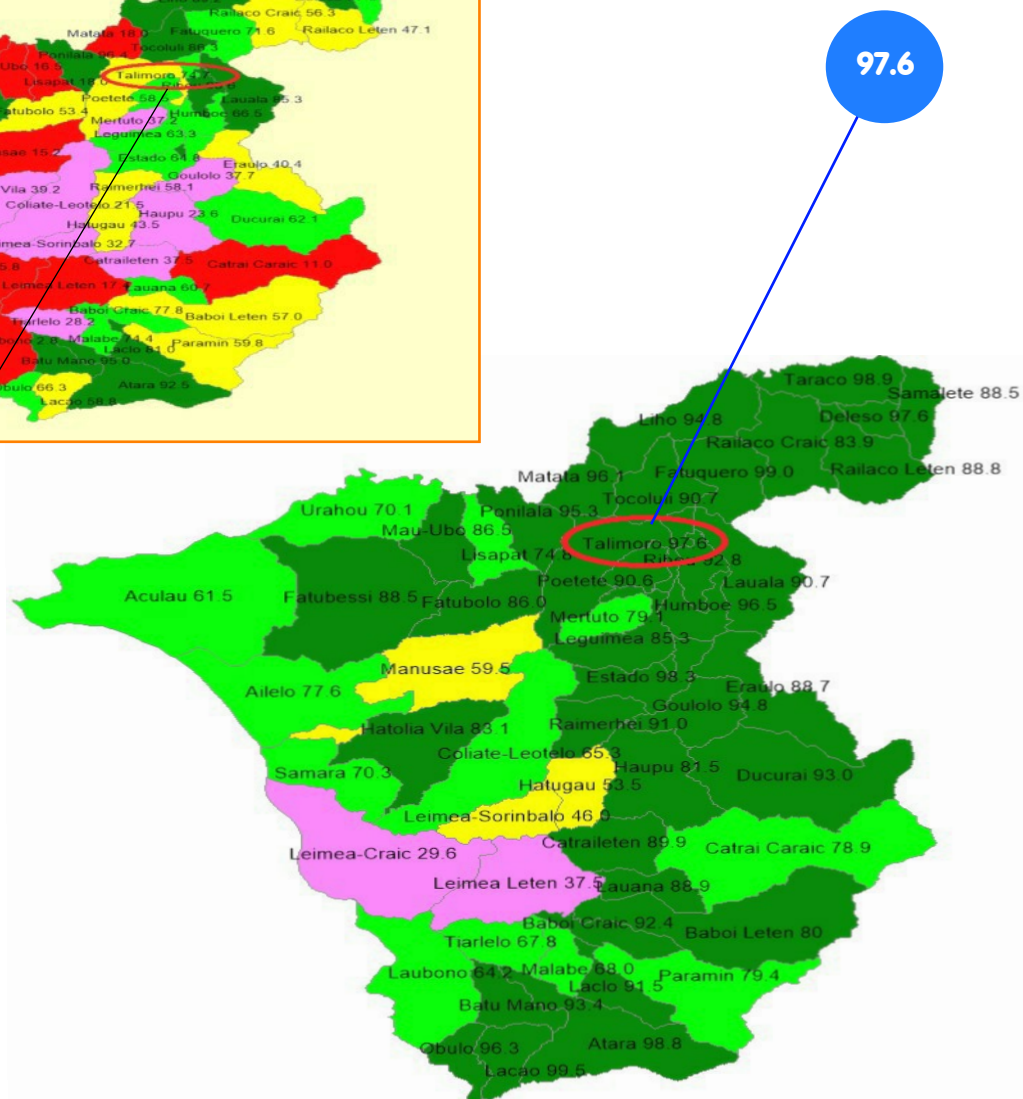 Railaco Craic 56.3
Matata 18.0
Fatuquero 71.6
Railaco Leten 47.1
Tocoluli 88.3
Ponilala 96.4
Ubo 16.5
Lisapat 18.0
Talimoro 74.7
Poetete 58.5
Lauala 85.3
atubolo 53.4
Mertuto 37.2
Humboe 66.5
Leguimea 63.3
sae 15.2
Estado 64.8
Eraulo 40.4
Goulolo 37.7
Vila 39.2
Raimerhei 58.1
Coliate-Leotelo 21.5
Haupu 23.6
Ducurai 62.1
Hatugau 43.5
mea-Sorinbalo 32.7
Catraileten 37.5
5.8
Catrai Caraic 11.0
Leimea Leten 17
Lauana 60.7
Baboi Craic 77.8
Baboi Leten 57.0
Tiarlelo 28.2
Malabe 74.4
Paramin 59.8
Laclo 81.0
Batu Mano 95.0
bulo 66.3
Atara 92.5
Lacao 58.8
97.6
Taraco 98.9
Samalete 88.5
Liho 94.8
Deleso 97.6
Railaco Craic 83.9
Matata 96.1
Fatuquero 99.0
Railaco Leten 88.8
Tocoluli 90.7
Urahou 70.1
Ponilala 95.3
Mau-Ubo 86.5
Talimoro 97.6
Lisapat 74.8
Ribou 92.8
Poetete 90.6
Lauala 90.7
Aculau 61.5
Fatubessi 88.5
Fatubolo 86.0
Humboe 96.5
Mertuto 79.1
Leguimea 85.3
Manusae 59.5
Estado 98.3
Eraulo 88.7
Ailelo 77.6
Goulolo 94.8
Hatolia Vila 83.1
Raimerhei 91.0
Coliate-Leotelo 65.3
Haupu 81.5
Samara 70.3
Ducurai 93.0
Hatugau 53.5
Leimea-Sorinbalo 46.0
Catraileten 89.9
Catrai Caraic 78.9
Leimea-Craic 29.6
Leimea Leten 37.5
Lauana 88.9
Baboi Craic 92.4
Baboi Leten 80
Tiarlelo 67.8
Laubono 64.2
Malabe 68.0
Paramin 79.4
Laclo 91.5
Batu Mano 93.4
Obulo 96.3
Atara 98.8
Lacao 99.5